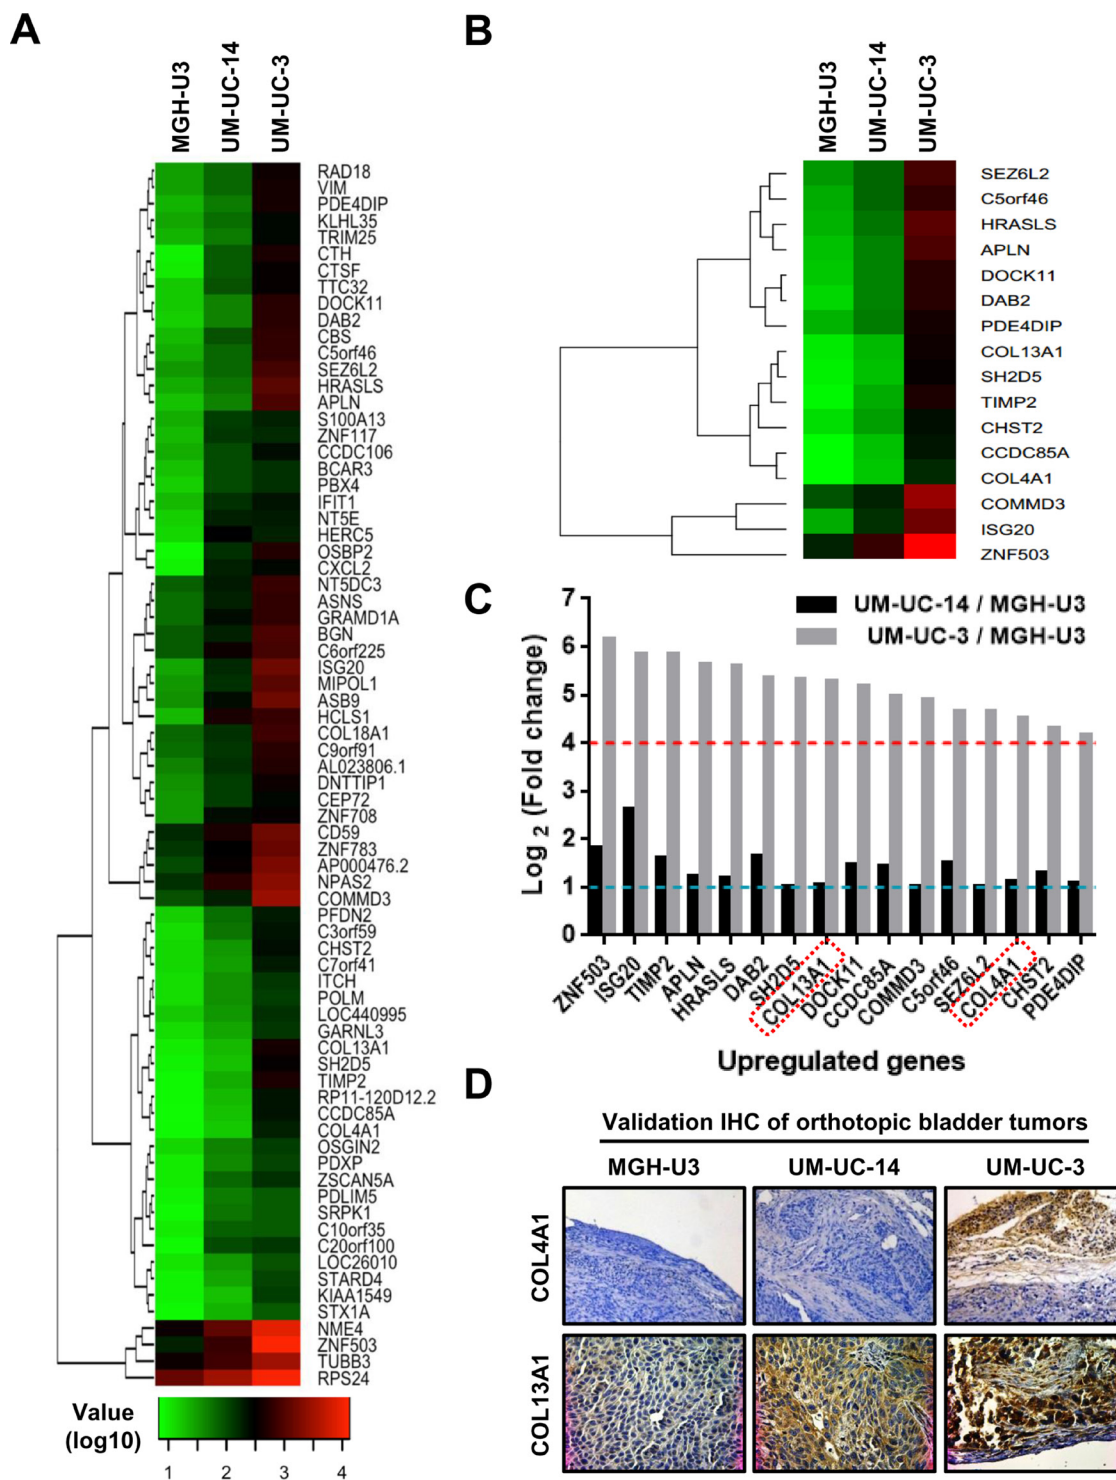 A
MGH-U3
UM-UC-14
UM-UC-3
RAD18
VIM
PDE4DIP
KLHL35
TRIM25
CTH
CTSF
TTC32
DOCK11
DAB2
CBS
C5orf46
SEZ6L2
HRASLS
APLN
S100A13
ZNF117
CCDC106
BCAR3
PBX4
IFIT1
NT5E
HERC5
OSBP2
CXCL2
NT5DC3
ASNS
GRAMD1A
BGN
C6orf225
ISG20
MIPOL1
ASB9
HCLS1
COL18A1
C9orf91
AL023806.1
DNTTIP1
CEP72
ZNF708
CD59
ZNF783
AP000476.2
NPAS2
COMMD3
PFDN2
C3orf59
CHST2
C7orf41
ITCH
POLM
LOC440995
GARNL3
COL13A1
SH2D5
TIMP2
RP11-120D12.2
CCDC85A
COL4A1
OSGIN2
PDXP
ZSCAN5A
PDLIM5
SRPK1
C10orf35
C20orf100
LOC26010
STARD4
KIAA1549
STX1A
NME4
ZNF503
TUBB3
RPS24
Value
(log10)
1 2 3 4
B
MGH-U3
UM-UC-14
UM-UC-3
SEZ6L2
C5orf46
HRASLS
APLN
DOCK11
DAB2
PDE4DIP
COL13A1
SH2D5
TIMP2
CHST2
CCDC85A
COL4A1
COMMD3
ISG20
ZNF503
C
UM-UC-14 / MGH-U3
UM-UC-3 / MGH-U3
Log 2 (Fold change)
7
6
5
4
3
2
1
0
ZNF503
ISG20
TIMP2
APLN
HRASLS
DAB2
SH2D5
COL13A1
DOCK11
CCDC85A
COMMD3
C5orf46
SEZ6L2
COL4A1
CHST2
PDE4DIP
Upregulated genes
D
Validation IHC of orthotopic bladder tumors
MGH-U3 UM-UC-14 UM-UC-3
COL4A1
COL13A1